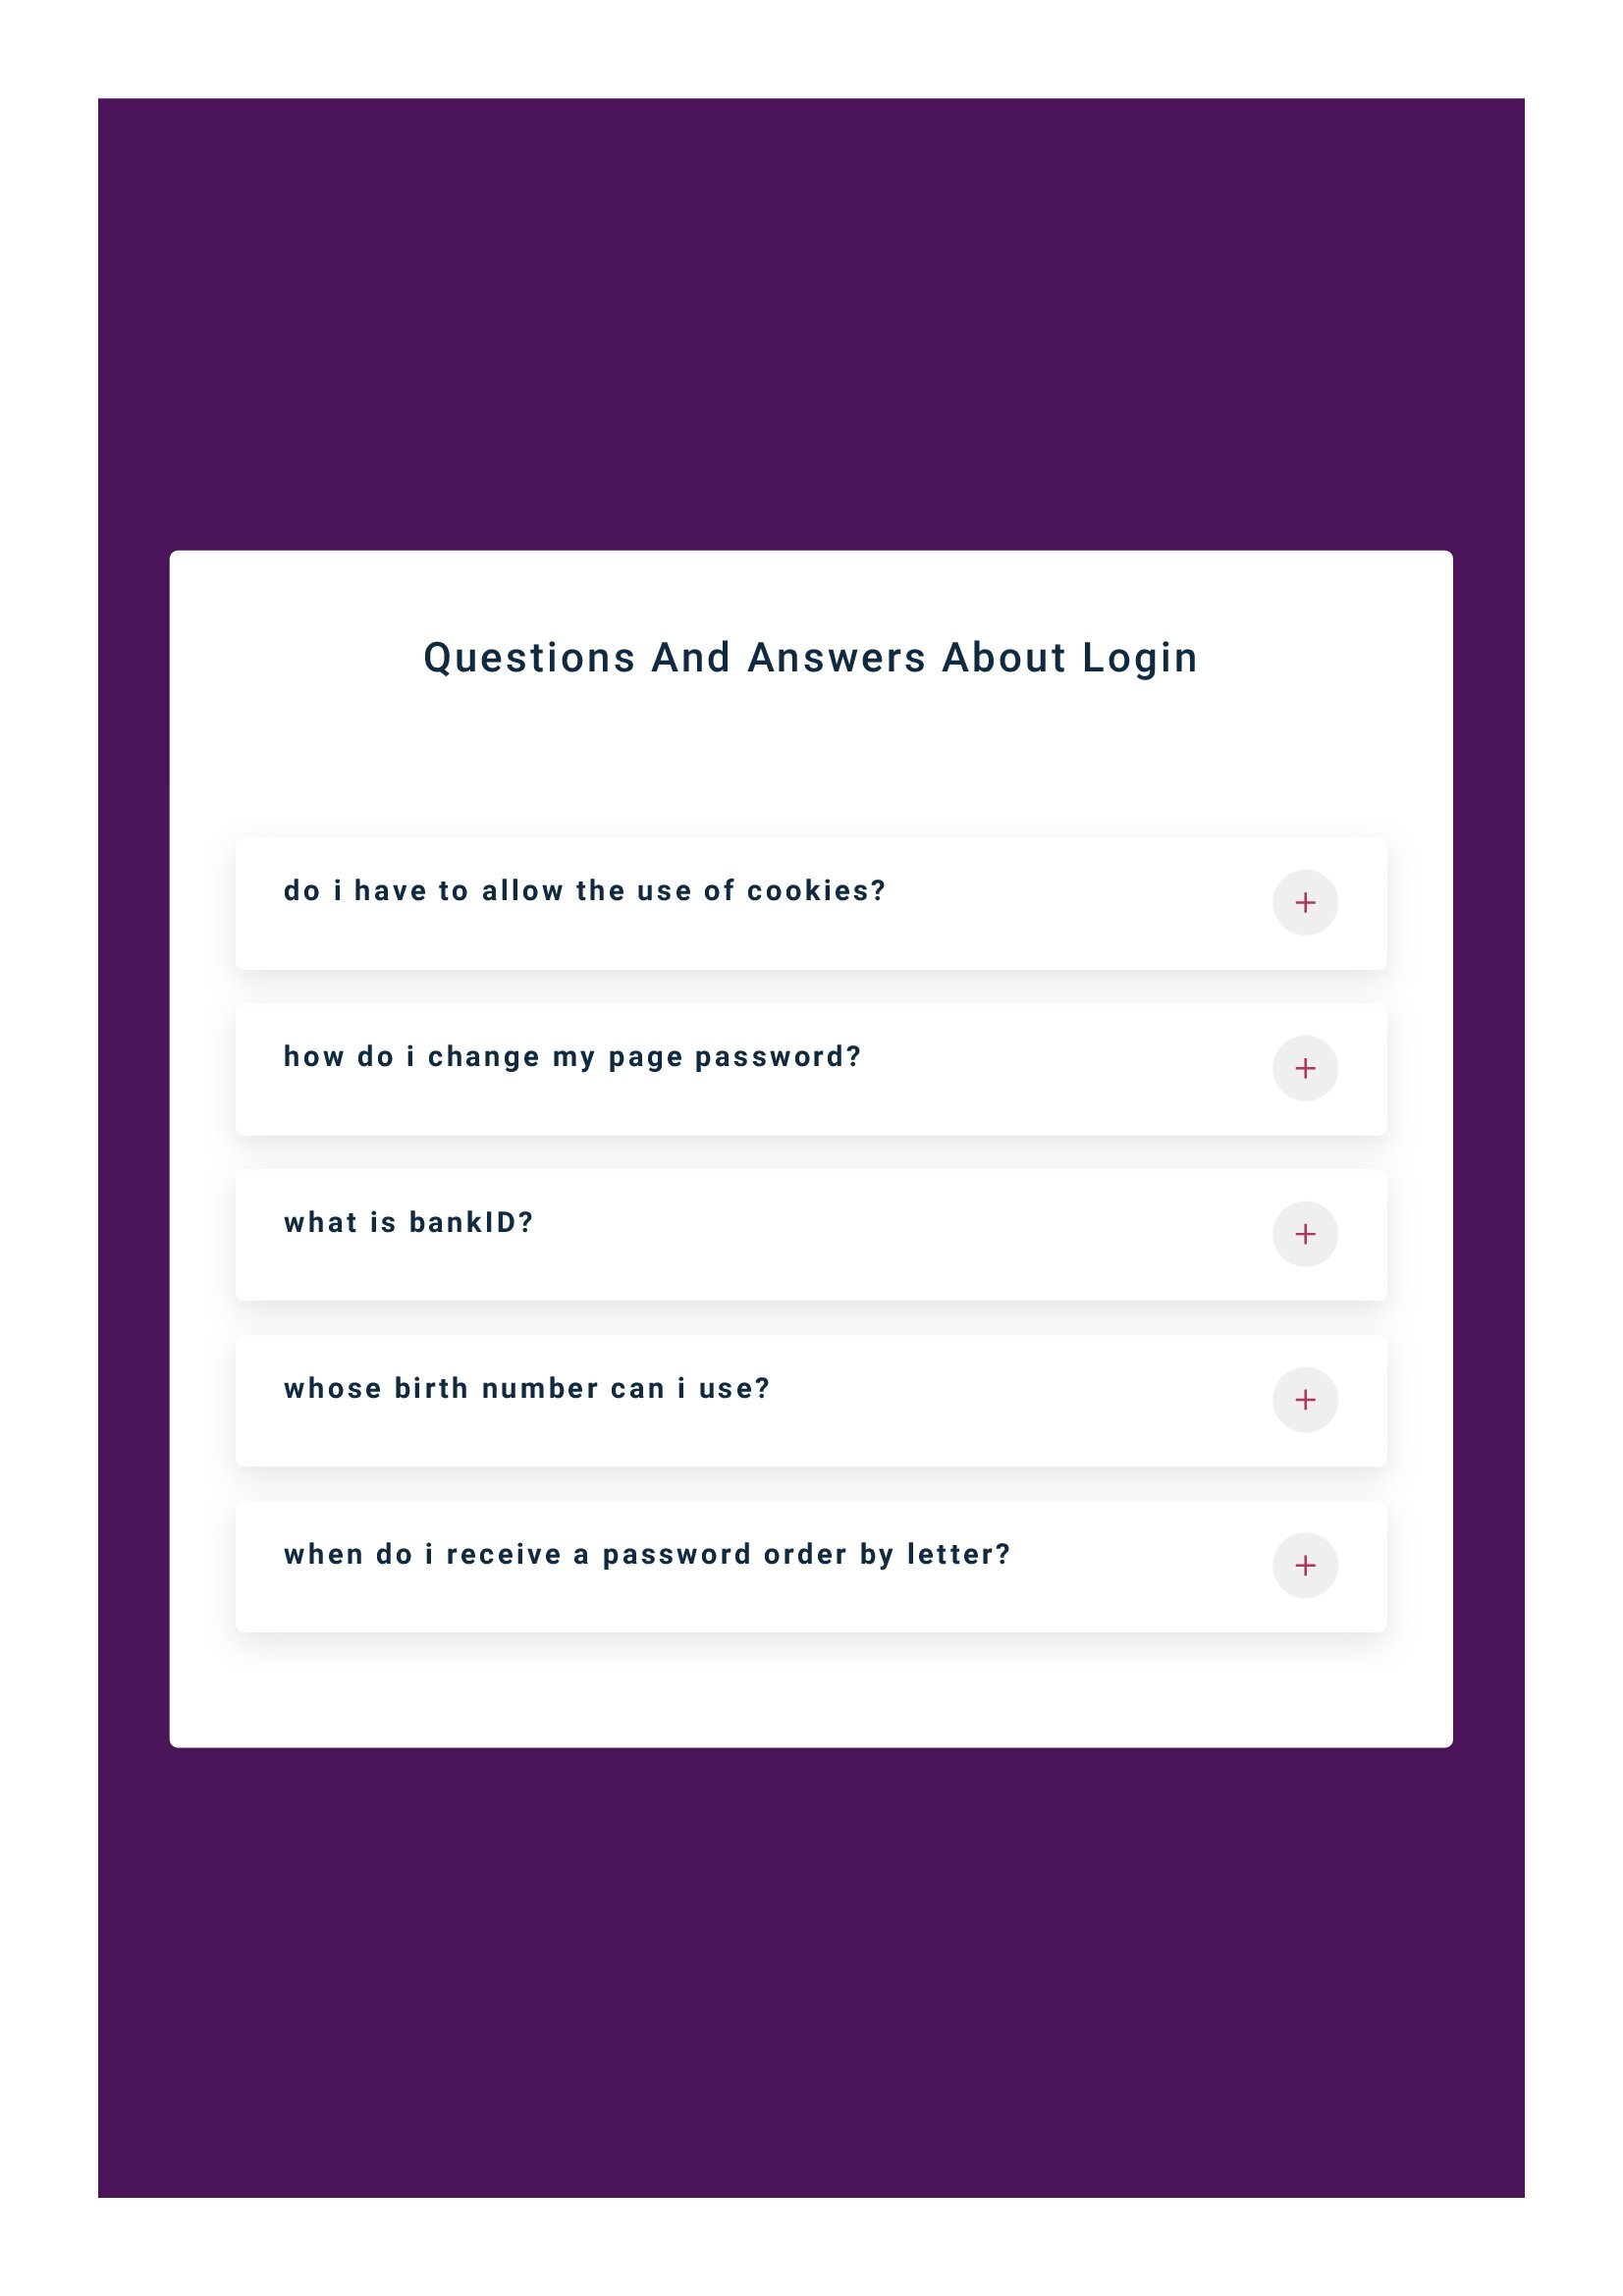 Questions And Answers About Login
do i have to allow the use of cookies?
how do i change my page password?
what is bankID?
whose birth number can i use?
when do i receive a password order by letter?